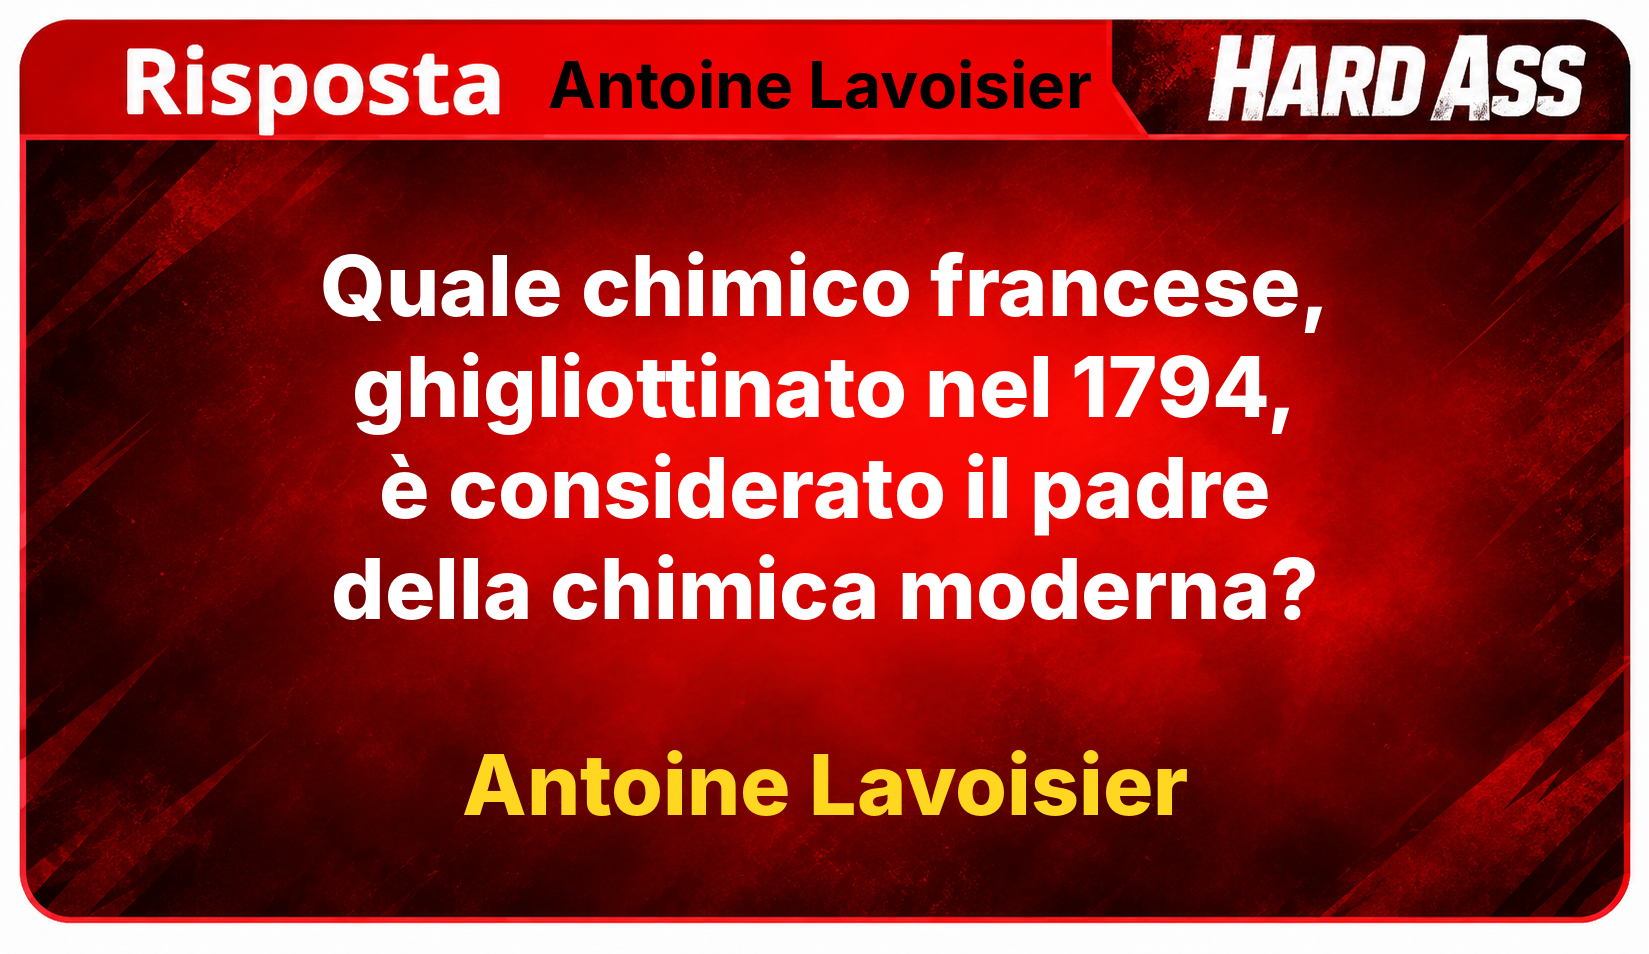 Risposta Antoine Lavoisier HARD ASS
Quale chimico francese,
ghigliottinato nel 1794,
è considerato il padre
della chimica moderna?
Antoine Lavoisier